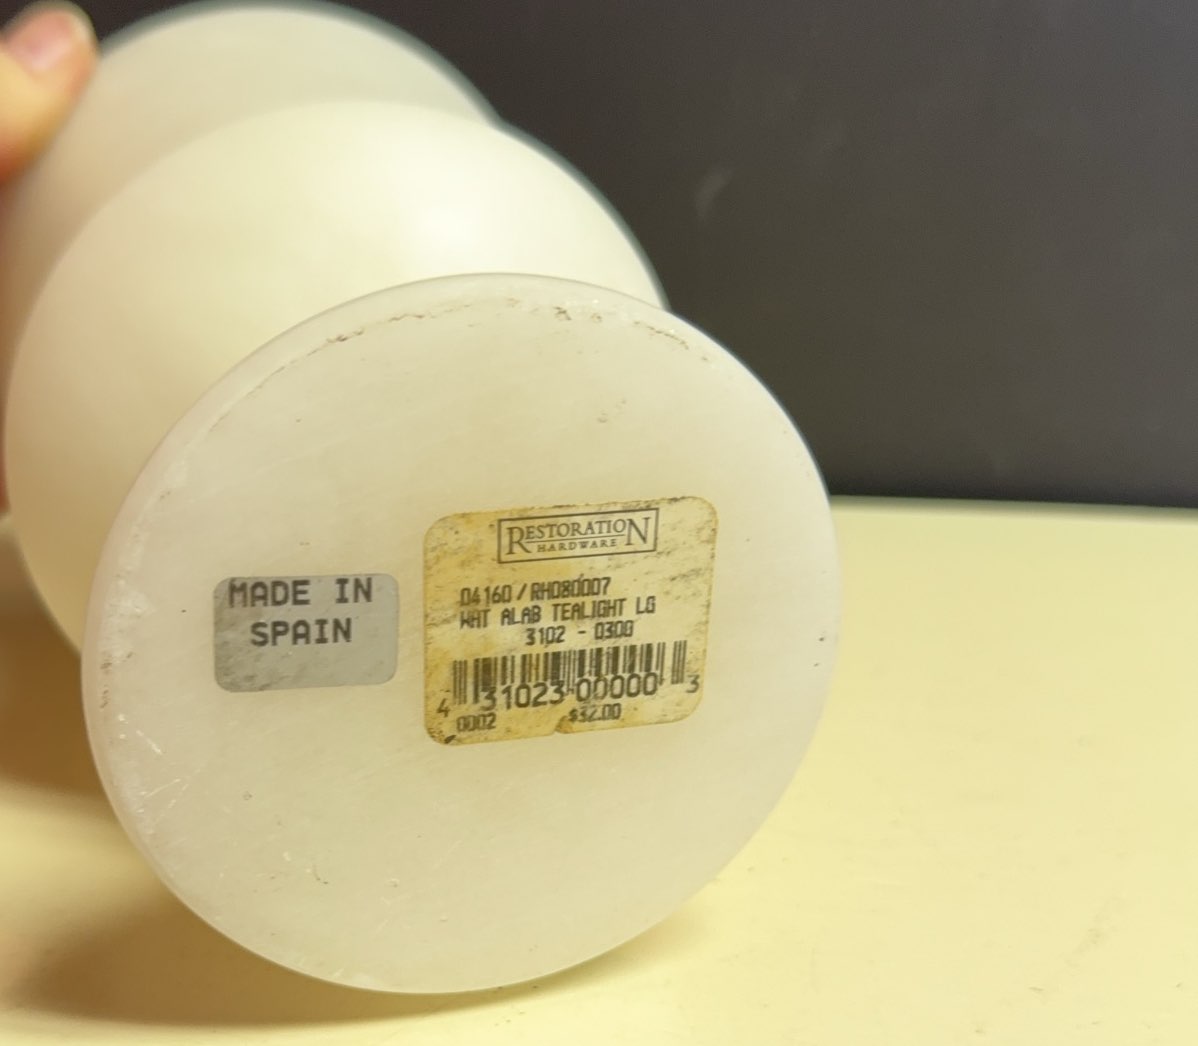 MADE IN
SPAIN
RESTORATION
HARDWARE
04160 / RH080007
WHT ALAB TEALIGHT LG
3102 - 0300
4 31023 00000 3
0002 $32.00